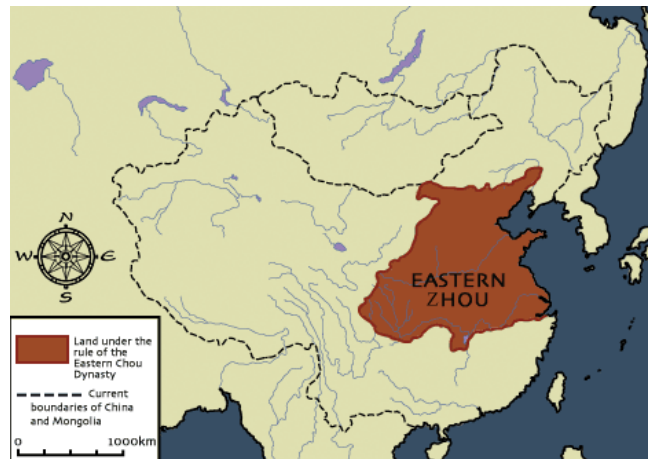 N
W
E
S
EASTERN
ZHOU
Land under the
rule of the
Eastern Chou
Dynasty
Current
boundaries of China
and Mongolia
0
1000km